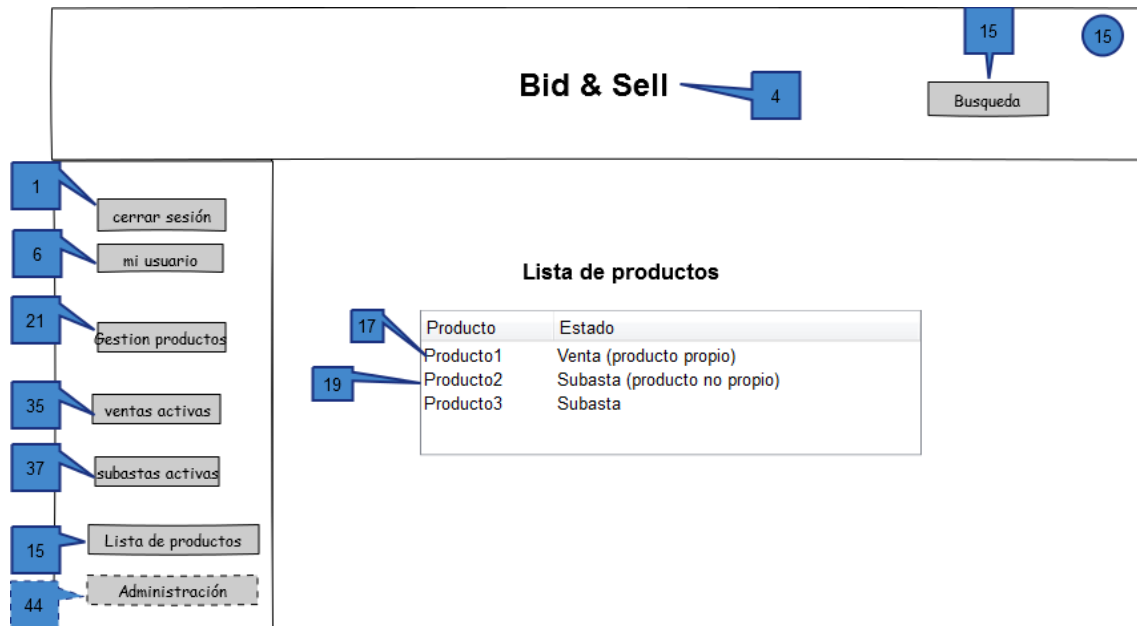 15
15
Bid & Sell
4
Busqueda
1
cerrar sesión
6
mi usuario
21
Gestion productos
35
ventas activas
37
subastas activas
15
Lista de productos
44
Administración
Lista de productos
Producto Estado
17
Producto1 Venta (producto propio)
19
Producto2 Subasta (producto no propio)
Producto3 Subasta